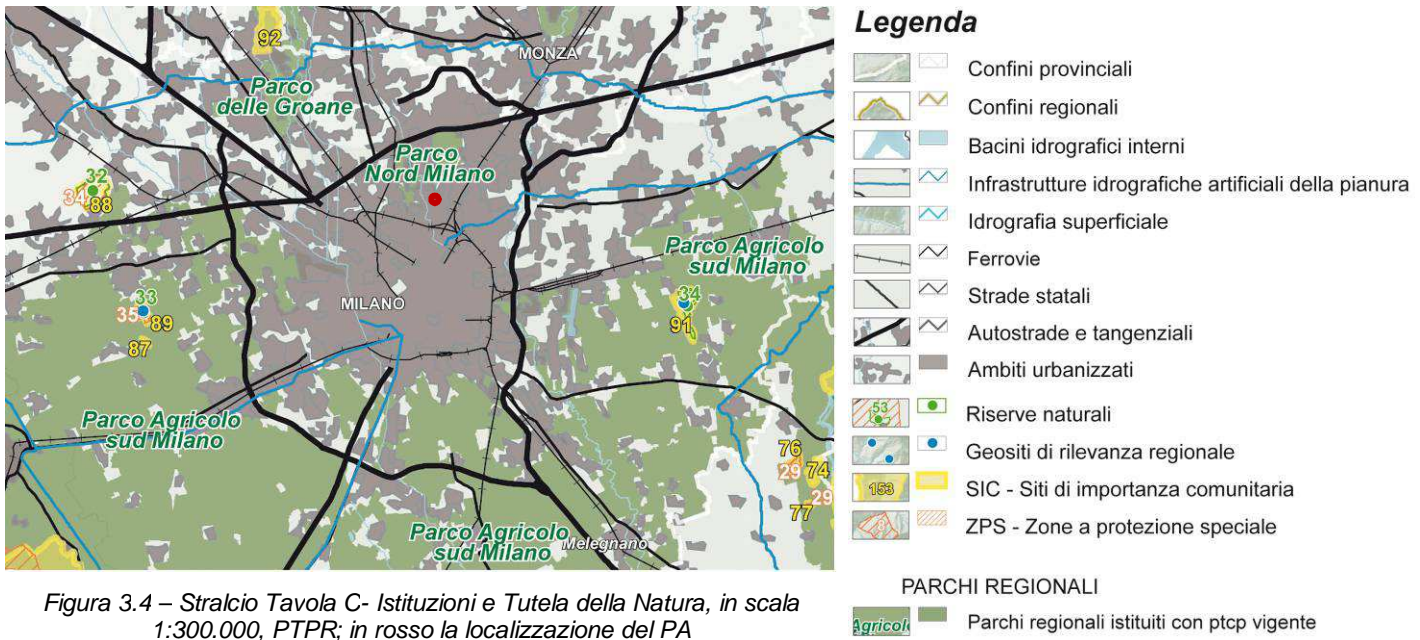 92
MONZA
Parco
delle Groane
Parco
Nord Milano
32
34
88
Parco Agricolo
sud Milano
33
35
89
87
MILANO
34
91
Parco Agricolo
sud Milano
76
74
29
29
77
Parco Agricolo
sud Milano
Melegnano
Figura 3.4 – Stralcio Tavola C- Istituzioni e Tutela della Natura, in scala
1:300.000, PTPR; in rosso la localizzazione del PA
Legenda
Confini provinciali
Confini regionali
Bacini idrografici interni
Infrastrutture idrografiche artificiali della pianura
Idrografia superficiale
Ferrovie
Strade statali
Autostrade e tangenziali
Ambiti urbanizzati
53
Riserve naturali
Geositi di rilevanza regionale
153
SIC - Siti di importanza comunitaria
ZPS - Zone a protezione speciale
PARCHI REGIONALI
Agricolo
Parchi regionali istituiti con ptcp vigente